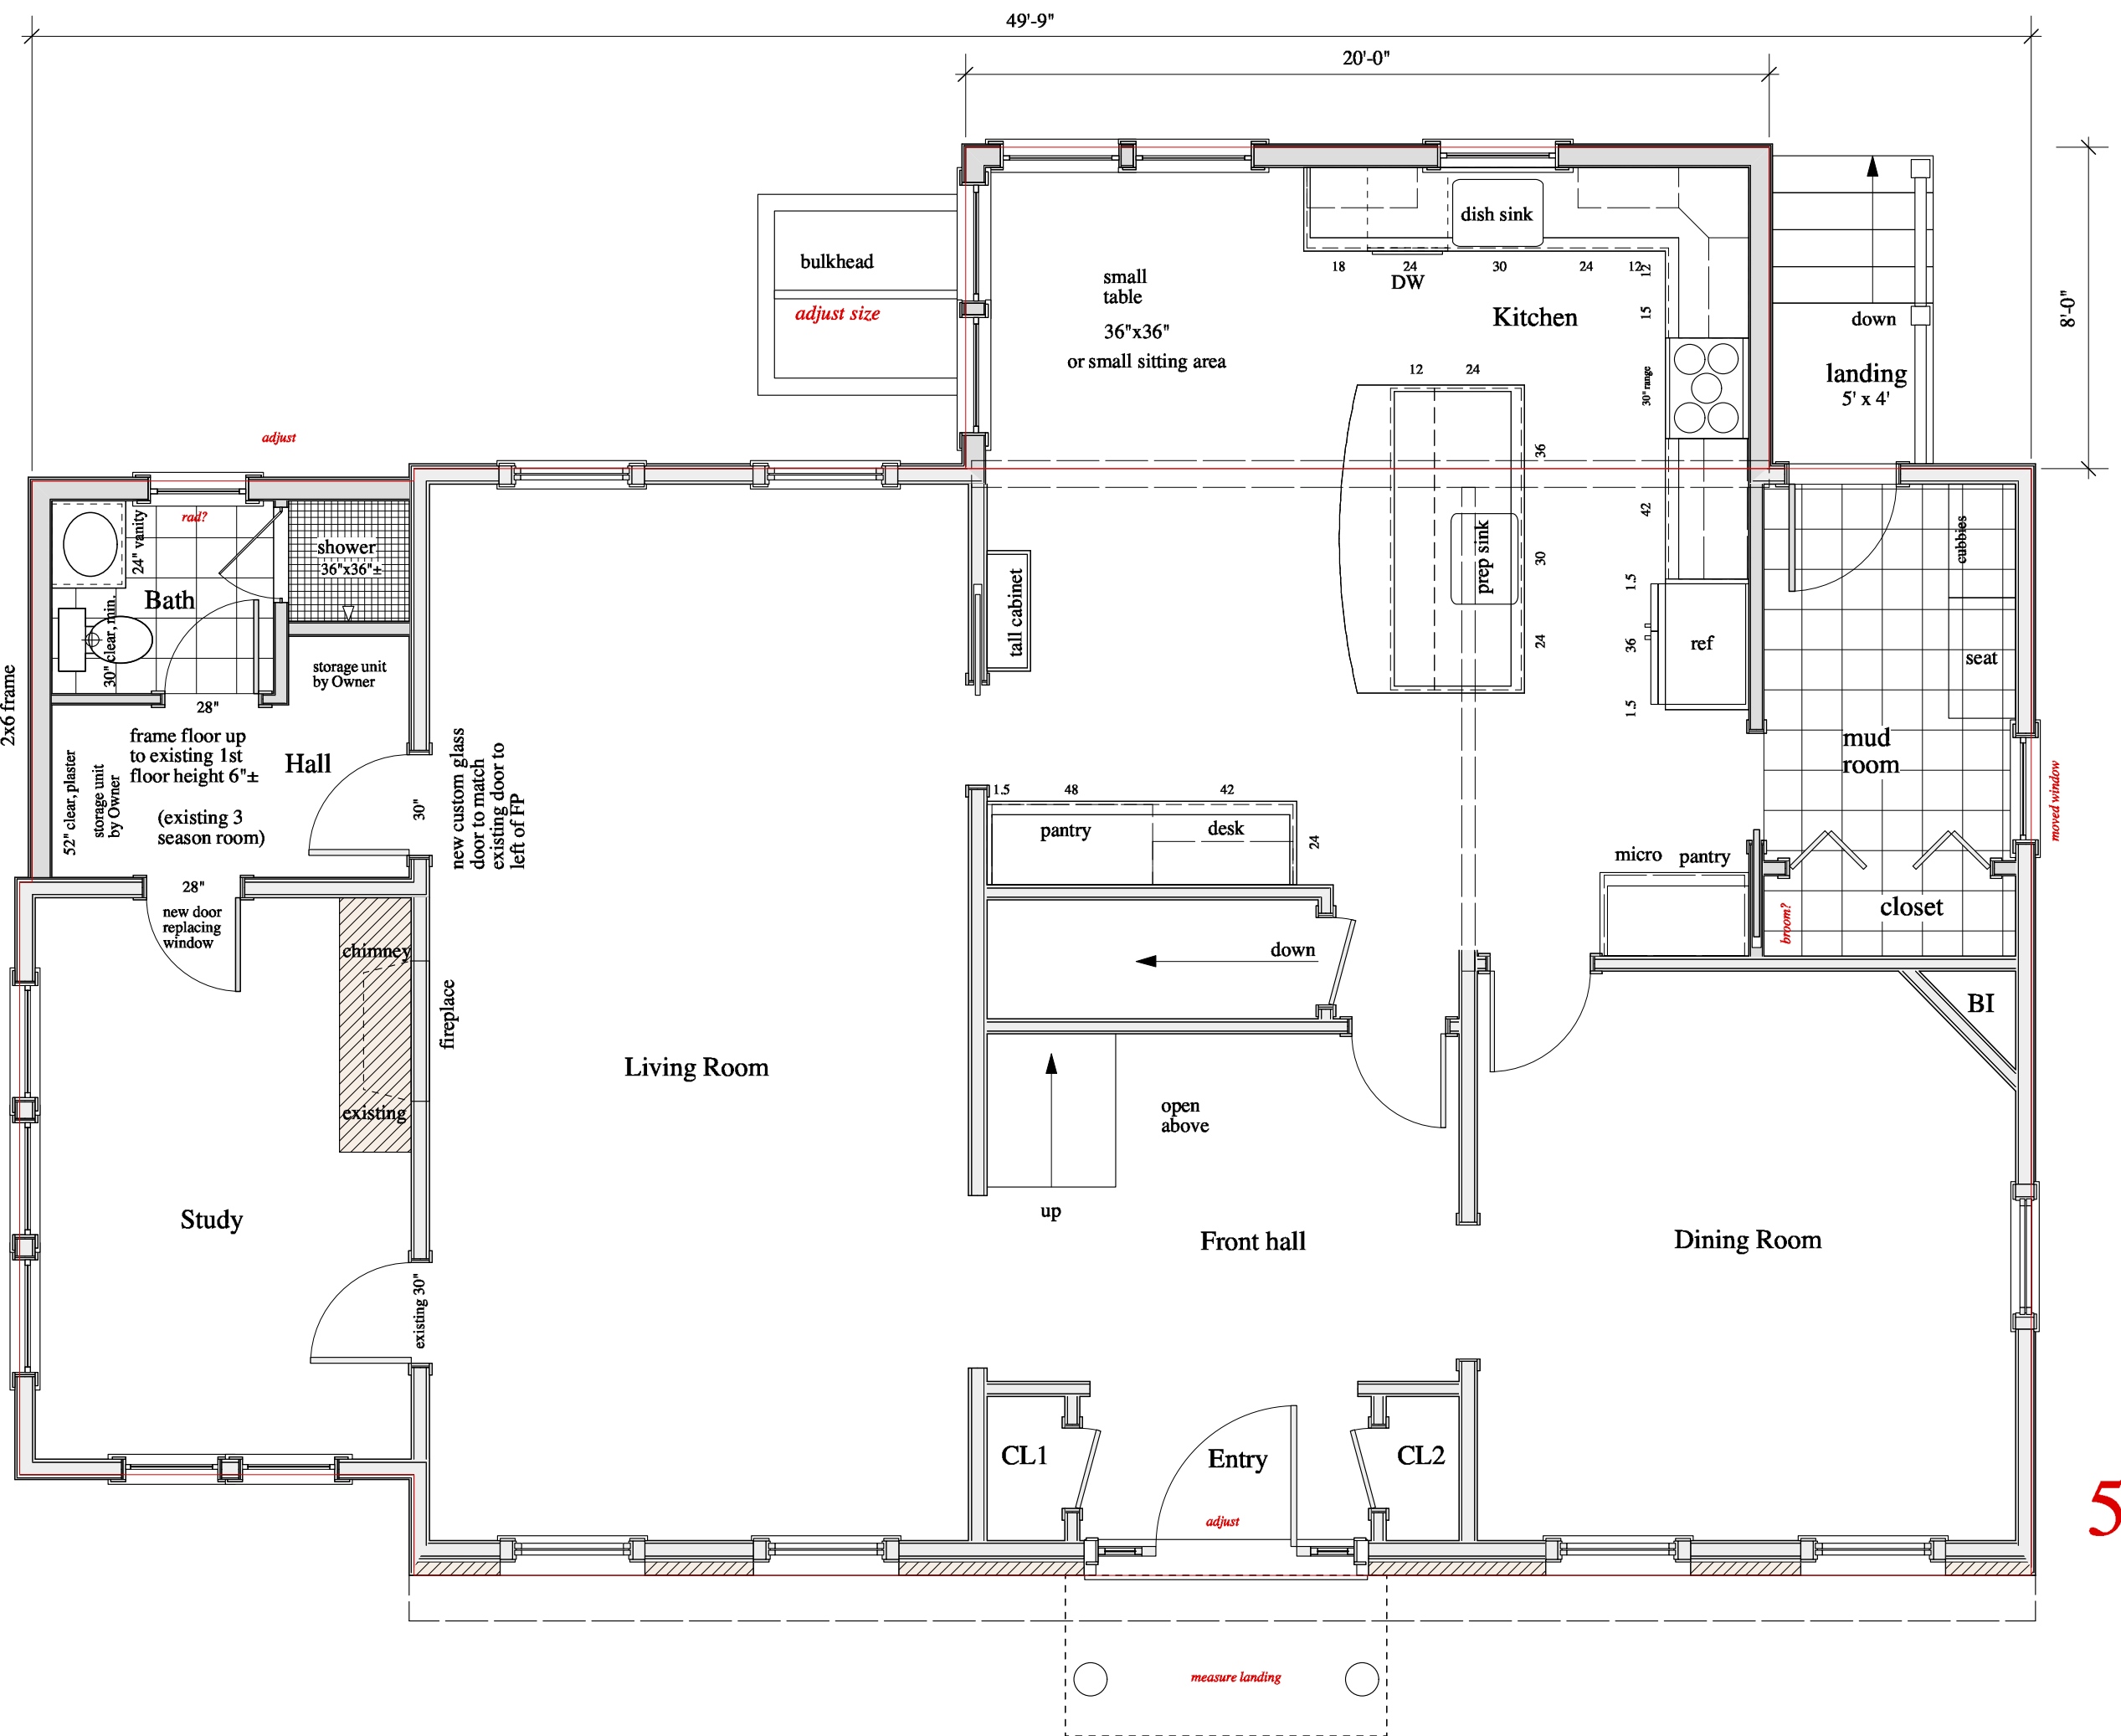 49'-9"
20'-0"
8'-0"
bulkhead
adjust size
small
table
36"x36"
or small sitting area
dish sink
18
24
30
24
12
12
DW
Kitchen
15
30" range
down
landing
5' x 4'
12
24
36
42
30
24
prep sink
1.5
36
1.5
ref
tall cabinet
cubbies
seat
mud
room
moved window
adjust
rad?
24" vanity
shower
36"x36"±
Bath
30" clear, min.
2x6 frame
storage unit
by Owner
28"
frame floor up
to existing 1st
floor height 6"±
(existing 3
season room)
Hall
52" clear, plaster
storage unit
by Owner
30"
new custom glass
door to match
existing door to
left of FP
28"
new door
replacing
window
chimney
existing
fireplace
1.5
48
42
pantry
desk
24
micro
pantry
broom?
closet
down
BI
Living Room
open
above
up
Study
Front hall
Dining Room
existing 30"
CL1
Entry
CL2
adjust
5
measure landing